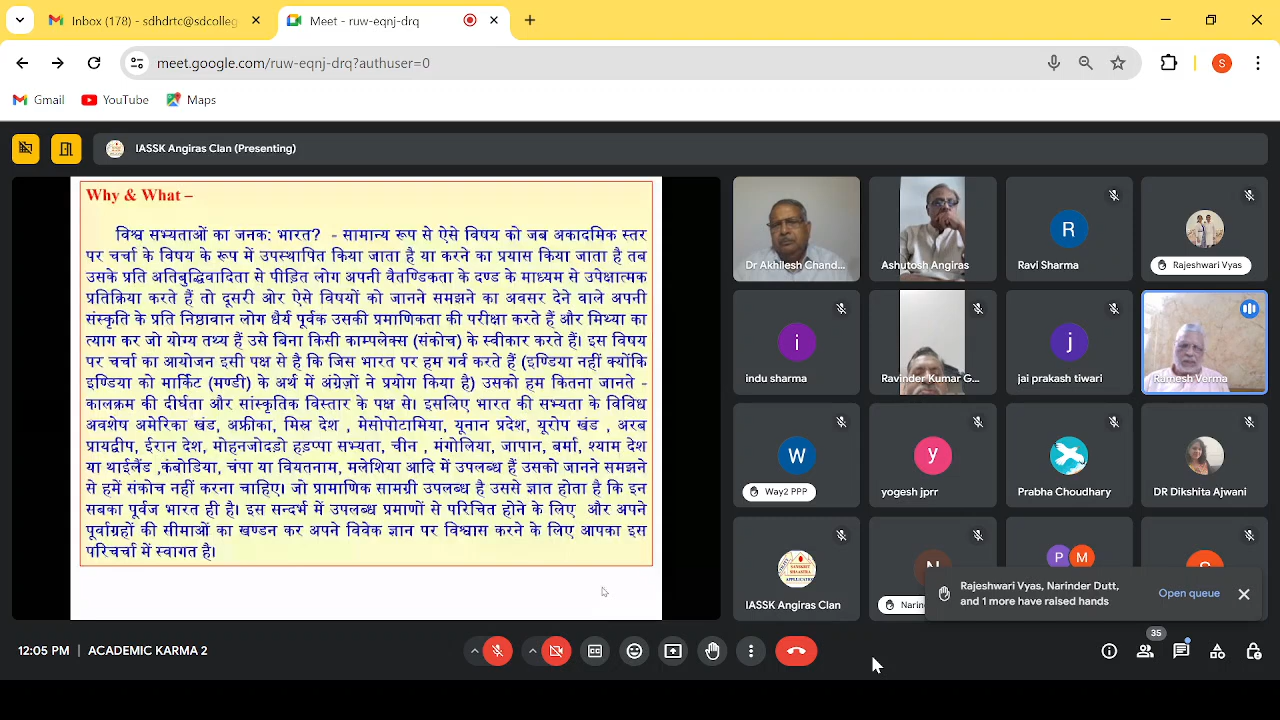 Inbox (178) - sdhdrtc@sdcolleg
Meet - ruw-eqnj-drq
meet.google.com/ruw-eqnj-drq?authuser=0
S
Gmail
YouTube
Maps
IASSK Angiras Clan (Presenting)
Why & What –
विश्व सभ्यताओं का जनक: भारत? - सामान्य रूप से ऐसे विषय को जब अकादमिक स्तर
पर चर्चा के विषय के रूप में उपस्थापित किया जाता है या करने का प्रयास किया जाता है तब
उसके प्रति अतिबुद्धिवादिता से पीड़ित लोग अपनी वैतण्डिकता के दण्ड के माध्यम से उपेक्षात्मक
प्रतिक्रिया करते हैं तो दूसरी ओर ऐसे विषयों को जानने समझने का अवसर देने वाले अपनी
संस्कृति के प्रति निष्ठावान लोग धैर्य पूर्वक उसकी प्रमाणिकता की परीक्षा करते हैं और मिथ्या का
त्याग कर जो योग्य तथ्य हैं उसे बिना किसी काम्पलेक्स (संकोच) के स्वीकार करते हैं। इस विषय
पर चर्चा का आयोजन इसी पक्ष से है कि जिस भारत पर हम गर्व करते हैं (इण्डिया नहीं क्योंकि
इण्डिया को मार्किट (मण्डी) के अर्थ में अंग्रेज़ों ने प्रयोग किया है) उसको हम कितना जानते -
कालक्रम की दीर्घता और सांस्कृतिक विस्तार के पक्ष से। इसलिए भारत की सभ्यता के विविध
अवशेष अमेरिका खंड, अफ्रीका, मिस्र देश , मेसोपोटामिया, यूनान प्रदेश, यूरोप खंड , अरब
प्रायद्वीप, ईरान देश, मोहनजोदड़ो हड़प्पा सभ्यता, चीन , मंगोलिया, जापान, बर्मा, श्याम देश
या थाईलैंड ,कंबोडिया, चंपा या वियतनाम, मलेशिया आदि में उपलब्ध हैं उसको जानने समझने
से हमें संकोच नहीं करना चाहिए। जो प्रामाणिक सामग्री उपलब्ध है उससे ज्ञात होता है कि इन
सबका पूर्वज भारत ही है। इस सन्दर्भ में उपलब्ध प्रमाणों से परिचित होने के लिए और अपने
पूर्वाग्रहों की सीमाओं का खण्डन कर अपने विवेक ज्ञान पर विश्वास करने के लिए आपका इस
परिचर्चा में स्वागत है।
Dr Akhilesh Chand...
Ashutosh Angiras
R
Ravi Sharma
Rajeshwari Vyas
i
indu sharma
Ravinder Kumar G...
j
jai prakash tiwari
Ramesh Verma
W
Way2 PPP
y
yogesh jprr
Prabha Choudhary
DR Dikshita Ajwani
SANSKRIT
SHAASTRA
APPLICATION
IASSK Angiras Clan
N
Narin
P M
S
Rajeshwari Vyas, Narinder Dutt,
and 1 more have raised hands
Open queue
12:05 PM | ACADEMIC KARMA 2
35